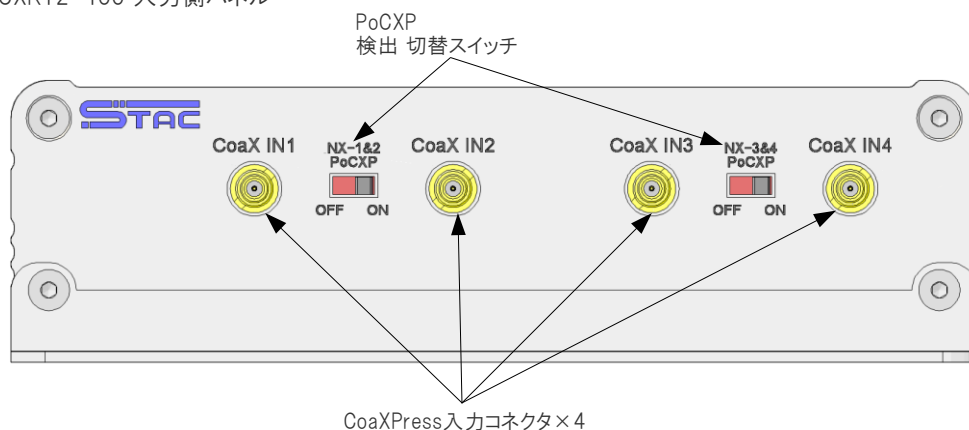 PoCXP
検出 切替スイッチ
STAC
CoaX IN1
NX-1&2
PoCXP
OFF ON
CoaX IN2
CoaX IN3
NX-3&4
PoCXP
OFF ON
CoaX IN4
CoaXPress入力コネクタ×4